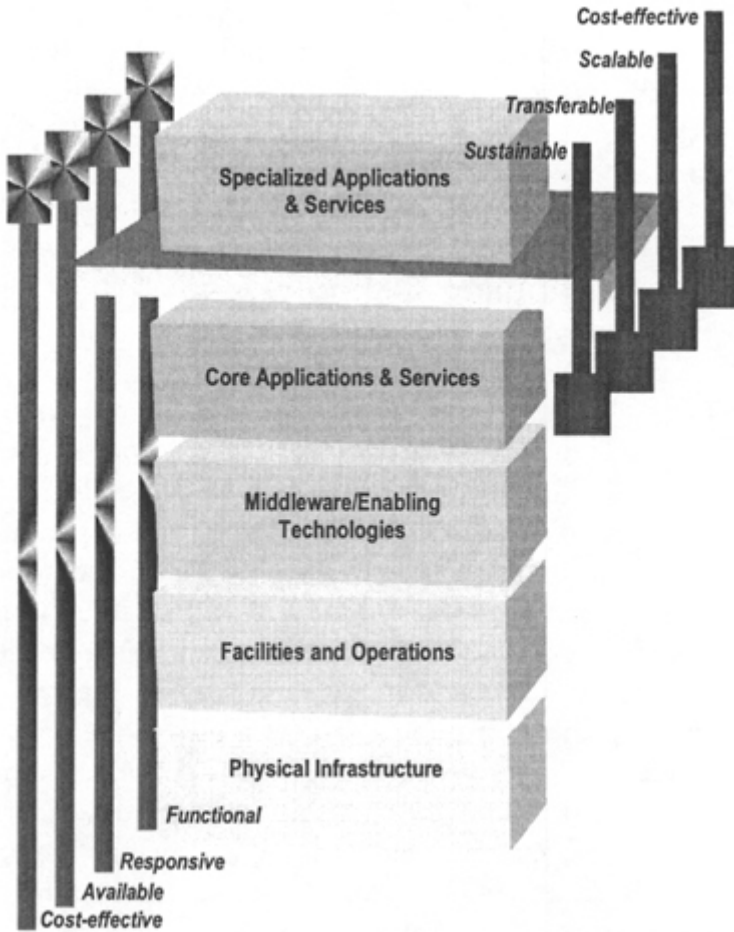 Cost-effective
Scalable
Transferable
Sustainable
Specialized Applications
& Services
Core Applications & Services
Middleware/Enabling
Technologies
Facilities and Operations
Physical Infrastructure
Functional
Responsive
Available
Cost-effective